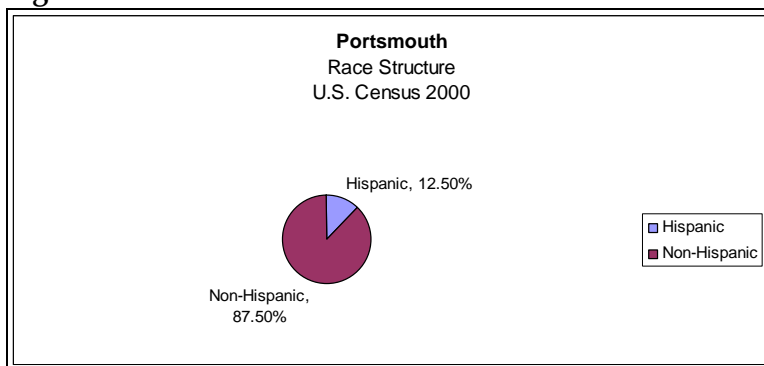 Portsmouth
Race Structure
U.S. Census 2000
Hispanic, 12.50%
Hispanic
Non-Hispanic
Non-Hispanic,
87.50%